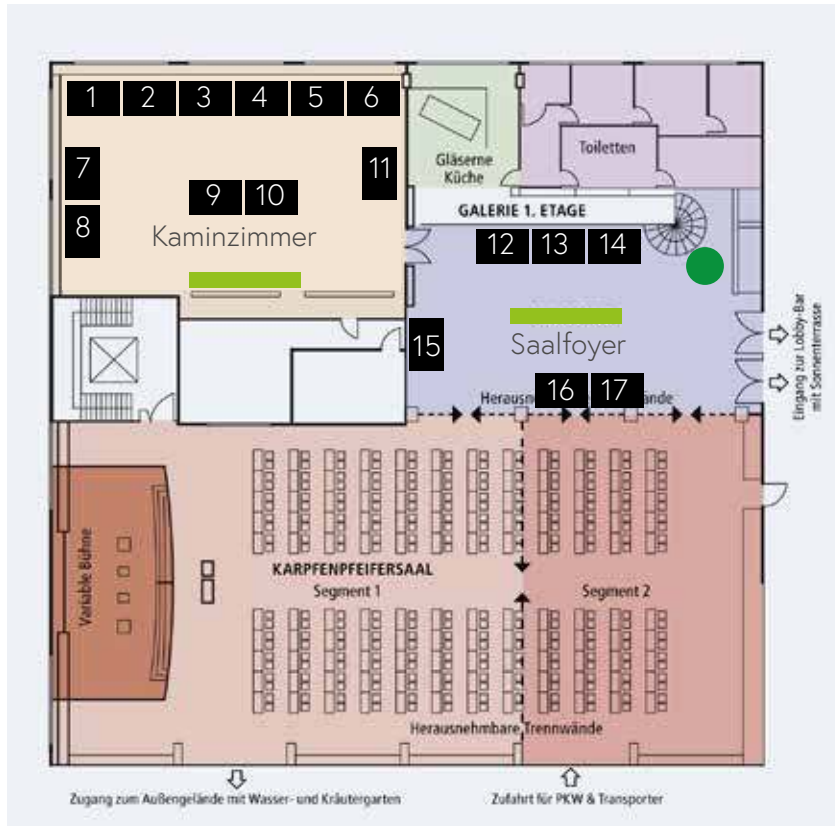 1 2 3 4 5 6
7
8
9 10
11
Kaminzimmer
Gläserne
Küche
Toiletten
GALERIE 1. ETAGE
12 13 14
15
Saalfoyer
16 17
Eingang zur Lobby-Bar
mit Sonnenterrasse
Variable Bühne
KARPFENPFEIFERSAAL
Segment 1
Segment 2
Herausnehmbare Trennwände
Zugang zum Außengelände mit Wasser- und Kräutergarten
Zufahrt für PKW & Transporter